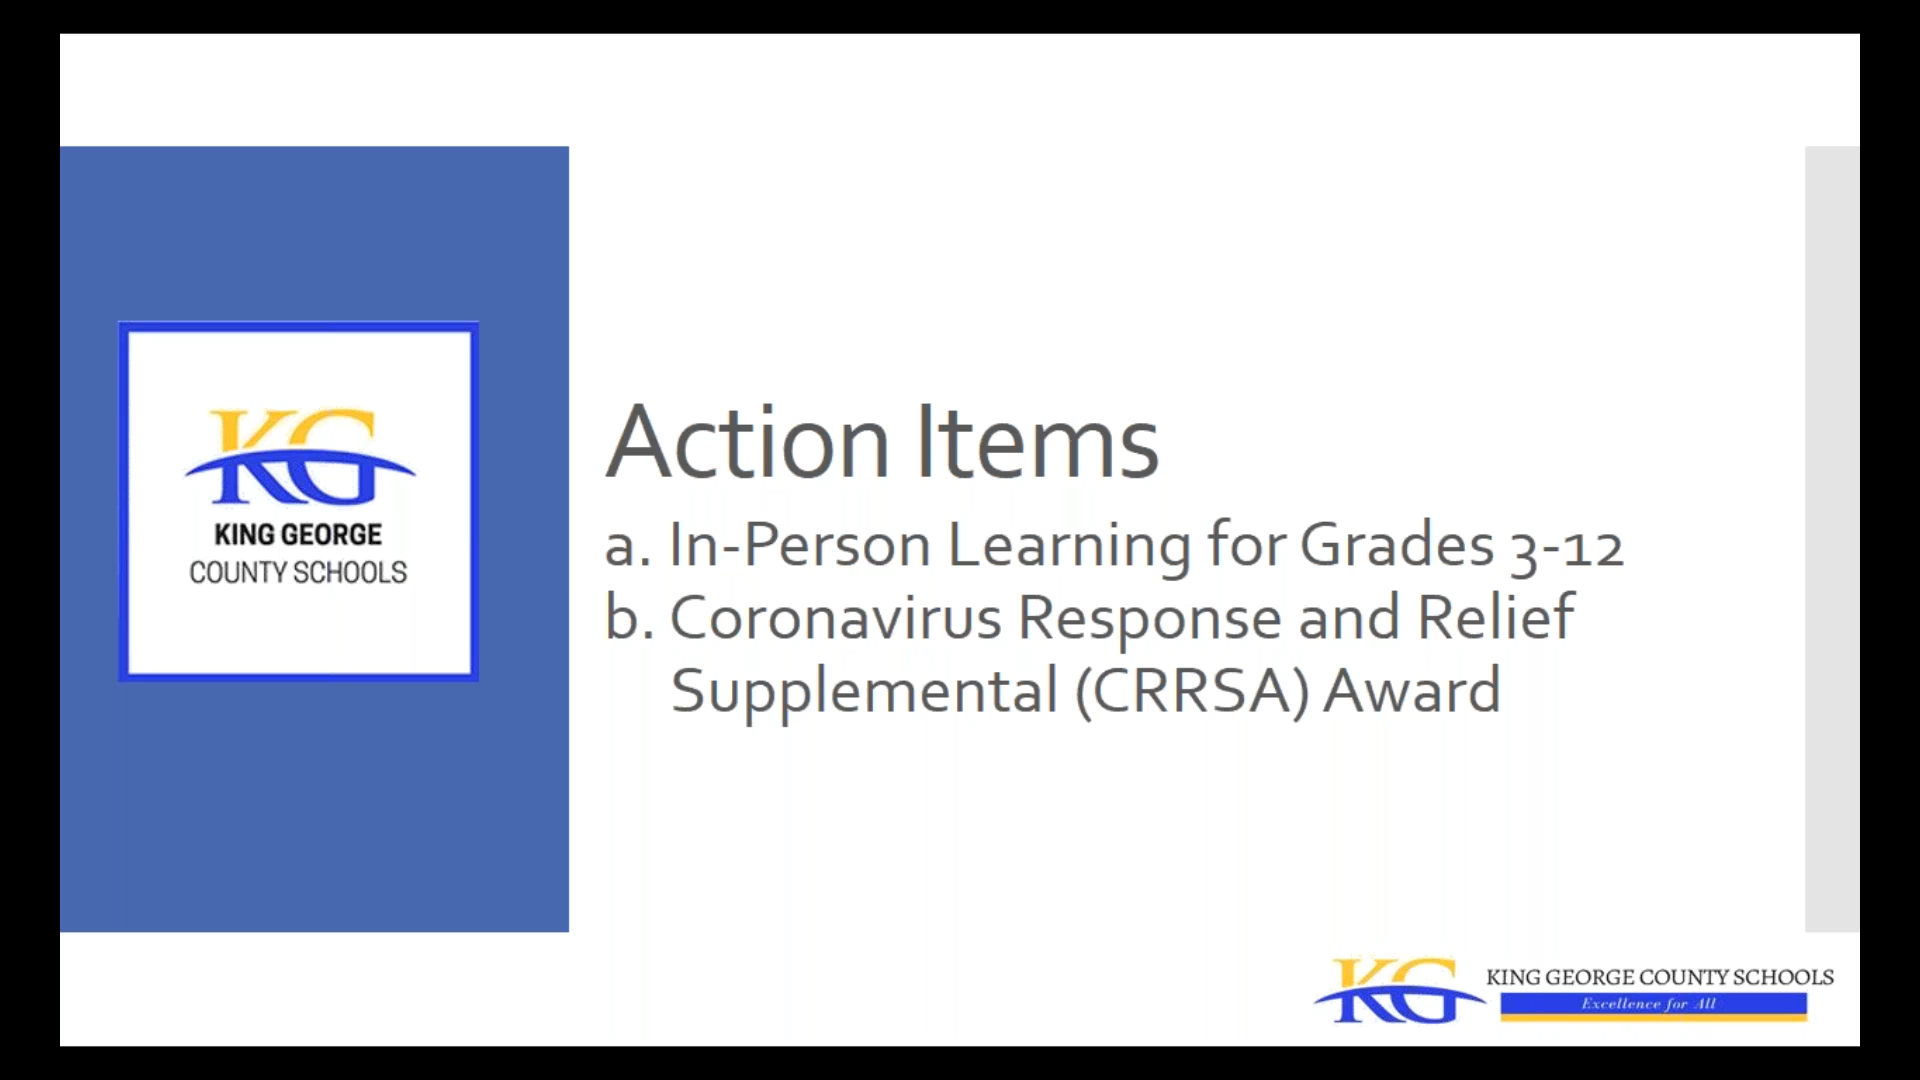 KG
KING GEORGE
COUNTY SCHOOLS
Action Items
a. In-Person Learning for Grades 3-12
b. Coronavirus Response and Relief
Supplemental (CRRSA) Award
KG
KING GEORGE COUNTY SCHOOLS
Excellence for All